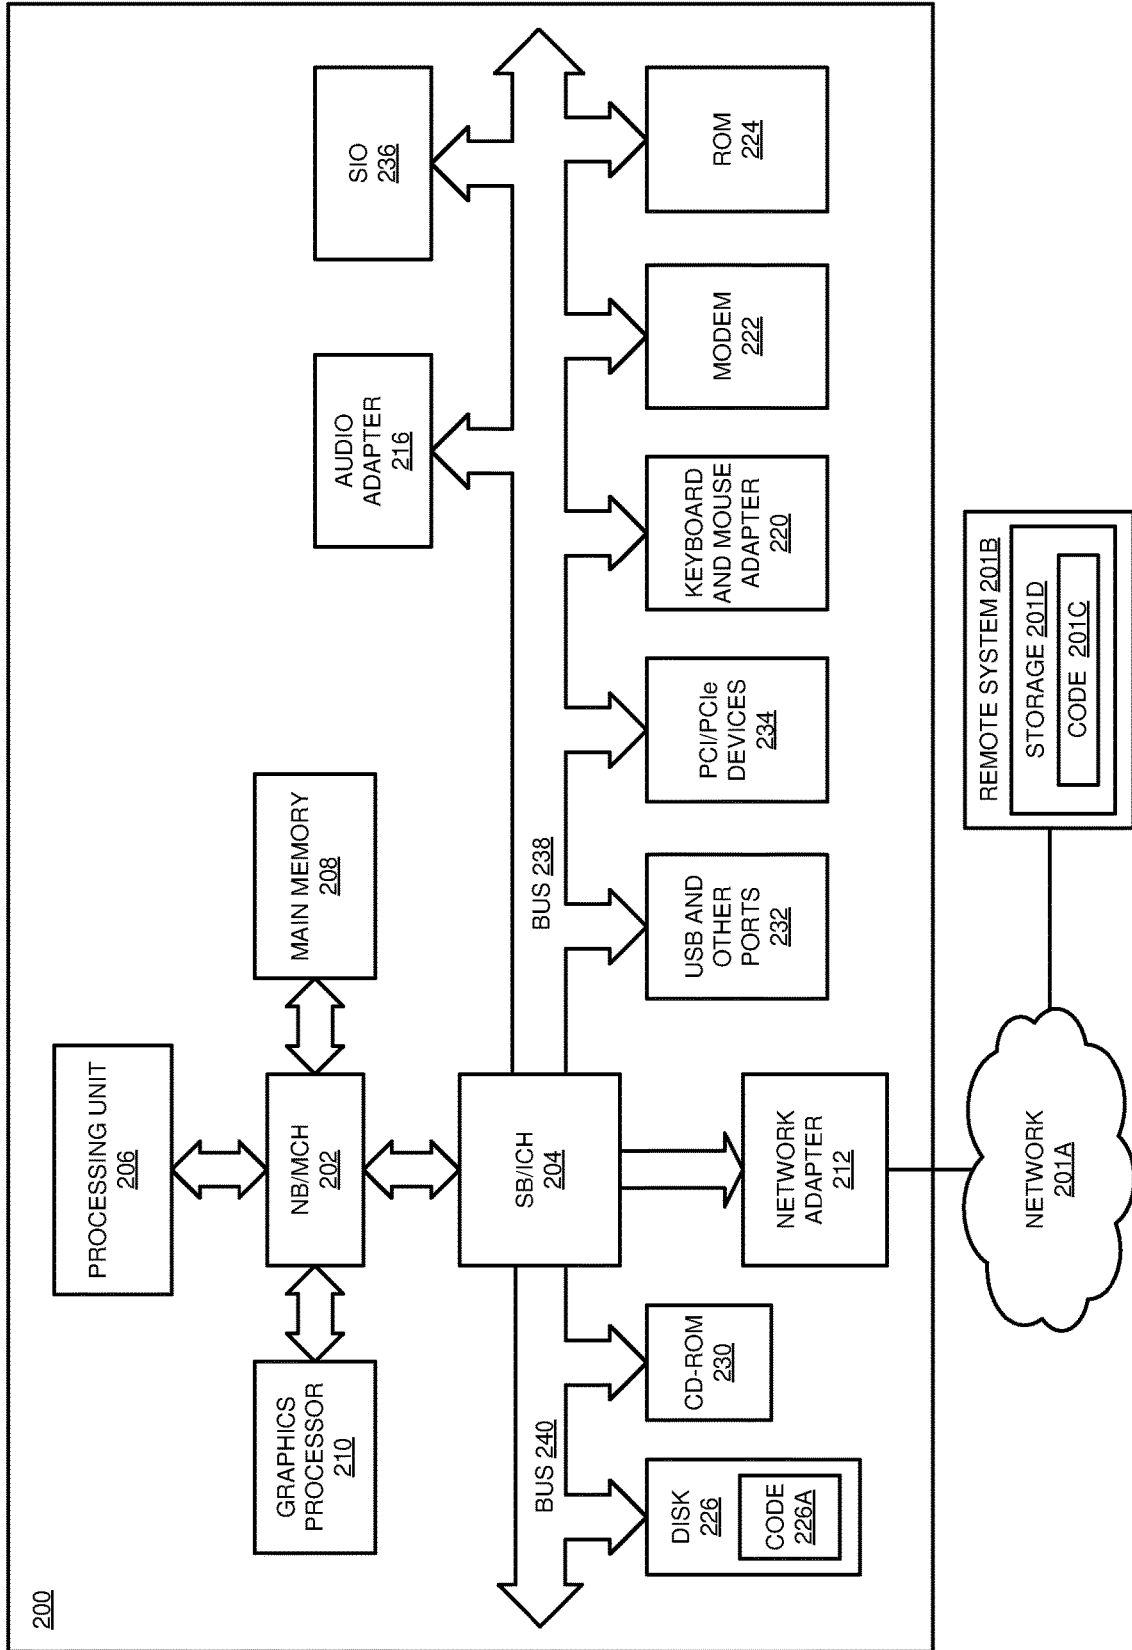 200
PROCESSING UNIT
206
GRAPHICS
PROCESSOR
210
NB/MCH
202
MAIN MEMORY
208
AUDIO
ADAPTER
216
SIO
236
SB/ICH
204
BUS 240
BUS 238
DISK
226
CODE
226A
CD-ROM
230
NETWORK
ADAPTER
212
USB AND
OTHER
PORTS
232
PCI/PCIe
DEVICES
234
KEYBOARD
AND MOUSE
ADAPTER
220
MODEM
222
ROM
224
NETWORK
201A
REMOTE SYSTEM 201B
STORAGE 201D
CODE 201C